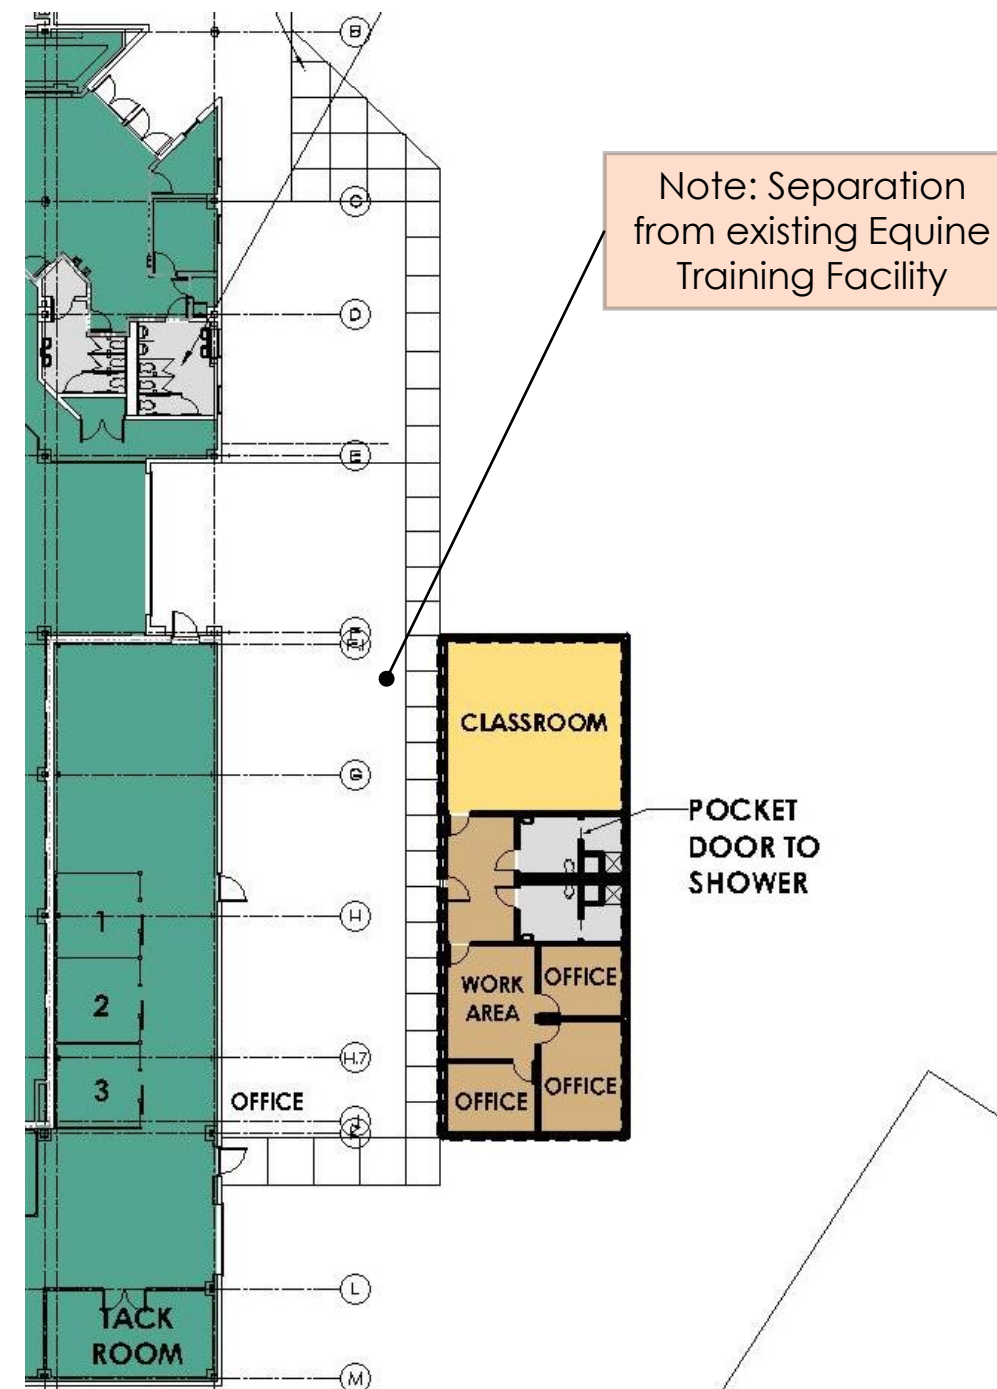 B
Note: Separation
from existing Equine
Training Facility
C
D
E
G
CLASSROOM
POCKET
DOOR TO
SHOWER
1
H
2
WORK
AREA
OFFICE
H.7
3
OFFICE
OFFICE
OFFICE
L
TACK
ROOM
M